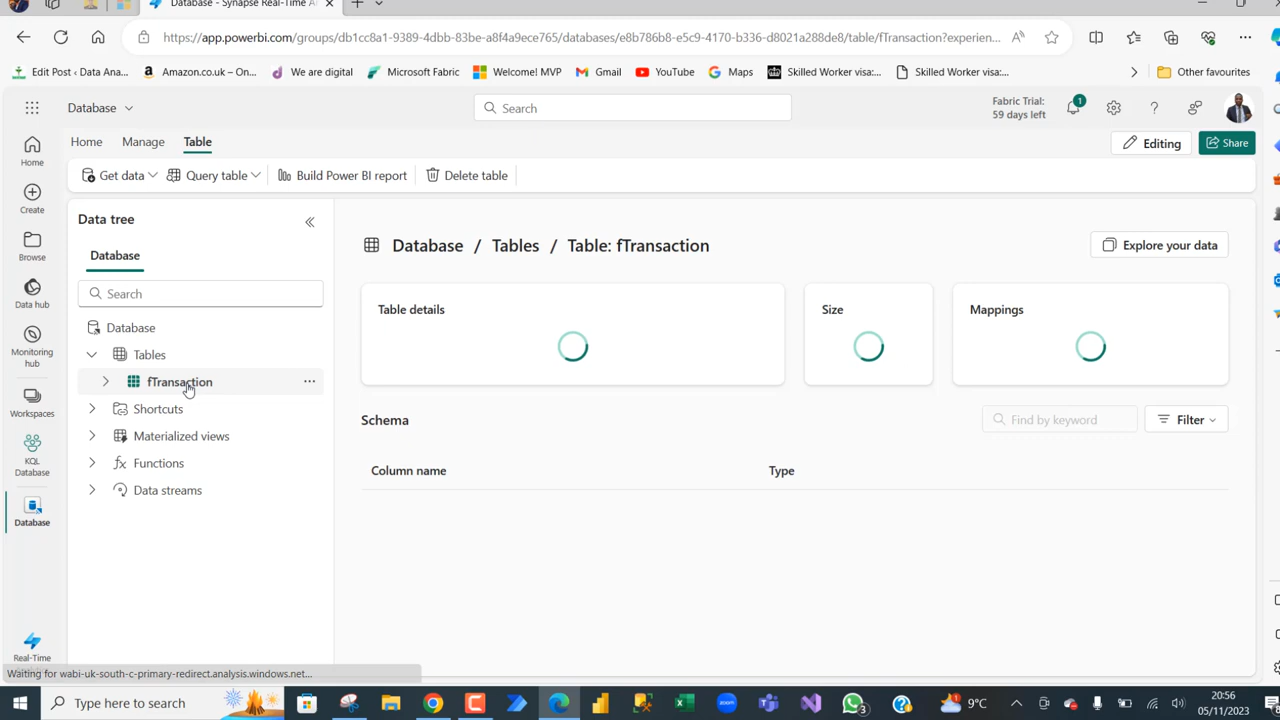 Database - Synapse Real-Time A
https://app.powerbi.com/groups/db1cc8a1-9389-4dbb-83be-a8f4a9ece765/databases/e8b786b8-e5c9-4170-b336-d8021a288de8/table/fTransaction?experien...
Edit Post‹ Data Ana...
Amazon.co.uk – On...
We are digital
Microsoft Fabric
Welcome! MVP
Gmail
YouTube
Maps
Skilled Worker visa:...
Skilled Worker visa:...
Other favourites
Database
Search
Fabric Trial:
59 days left
1
Home
Manage
Table
Editing
Share
Get data
Query table
Build Power BI report
Delete table
Home
Create
Browse
Data hub
Monitoring
hub
Workspaces
KQL
Database
Database
Real-Time
Data tree
Database
Search
Database
Tables
fTransaction
Shortcuts
Materialized views
Functions
Data streams
Database / Tables / Table: fTransaction
Explore your data
Table details
Size
Mappings
Schema
Find by keyword
Filter
Column name
Type
Waiting for wabi-uk-south-c-primary-redirect.analysis.windows.net...
Type here to search
3
9°C
20:56
05/11/2023